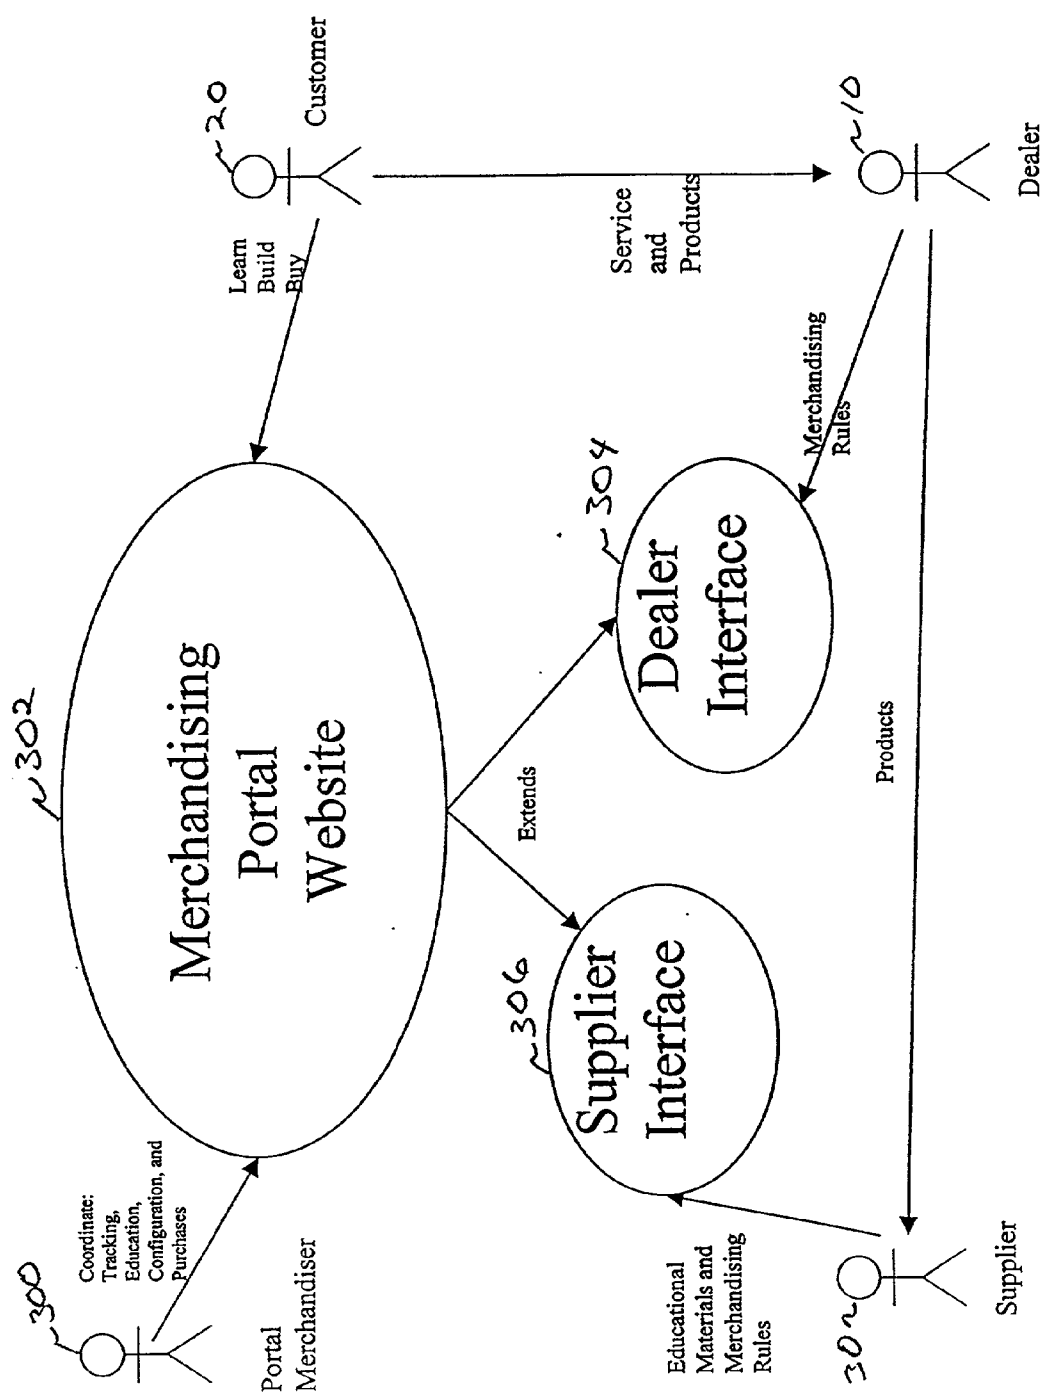 ~300
Portal
Merchandiser
Coordinate:
Tracking,
Education,
Configuration, and
Purchases
~302
Merchandising
Portal
Website
Learn
Build
Buy
~20
Customer
Extends
~306
Supplier
Interface
~304
Dealer
Interface
Service
and
Products
Merchandising
Rules
Educational
Materials and
Merchandising
Rules
30~
Supplier
Products
~10
Dealer